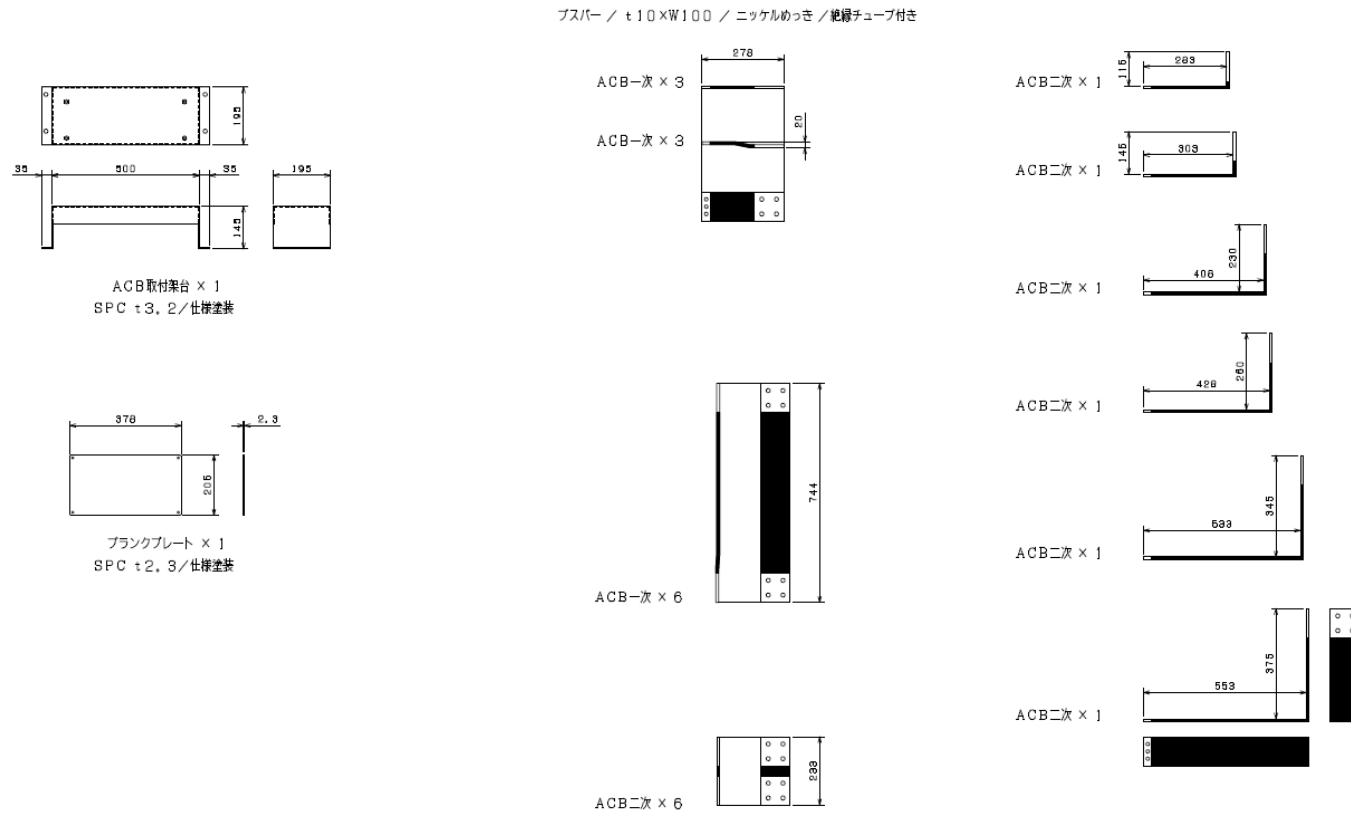 ブスバー / t10×W100 / ニッケルめっき /絶縁チューブ付き
195
35
500
35
195
145
ACB取付架台 × 1
SPC t3.2/仕様塗装
378
2.3
205
ブランクプレート × 1
SPC t2.3/仕様塗装
278
ACB一次 × 3
ACB一次 × 3
20
744
ACB一次 × 6
233
ACB二次 × 6
ACB二次 × 1
115
283
ACB二次 × 1
145
303
ACB二次 × 1
230
408
ACB二次 × 1
260
428
ACB二次 × 1
345
533
ACB二次 × 1
375
553